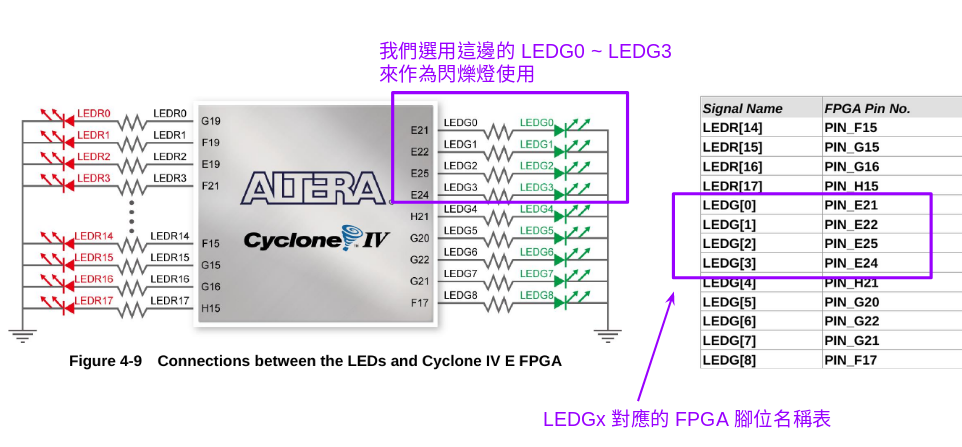 我們選用這邊的 LEDG0 ~ LEDG3
來作為閃爍燈使用
LEDR0 LEDR0 G19
LEDR1 LEDR1 F19
LEDR2 LEDR2 E19
LEDR3 LEDR3 F21
LEDR14 LEDR14 F15
LEDR15 LEDR15 G15
LEDR16 LEDR16 G16
LEDR17 LEDR17 H15
ALTERA®
Cyclone IV
E21 LEDG0 LEDG0
E22 LEDG1 LEDG1
E25 LEDG2 LEDG2
E24 LEDG3 LEDG3
H21 LEDG4 LEDG4
G20 LEDG5 LEDG5
G22 LEDG6 LEDG6
G21 LEDG7 LEDG7
F17 LEDG8 LEDG8
Figure 4-9 Connections between the LEDs and Cyclone IV E FPGA
Signal Name FPGA Pin No.
LEDR[14] PIN_F15
LEDR[15] PIN_G15
LEDR[16] PIN_G16
LEDR[17] PIN_H15
LEDG[0] PIN_E21
LEDG[1] PIN_E22
LEDG[2] PIN_E25
LEDG[3] PIN_E24
LEDG[4] PIN_H21
LEDG[5] PIN_G20
LEDG[6] PIN_G22
LEDG[7] PIN_G21
LEDG[8] PIN_F17
LEDGx 對應的 FPGA 腳位名稱表